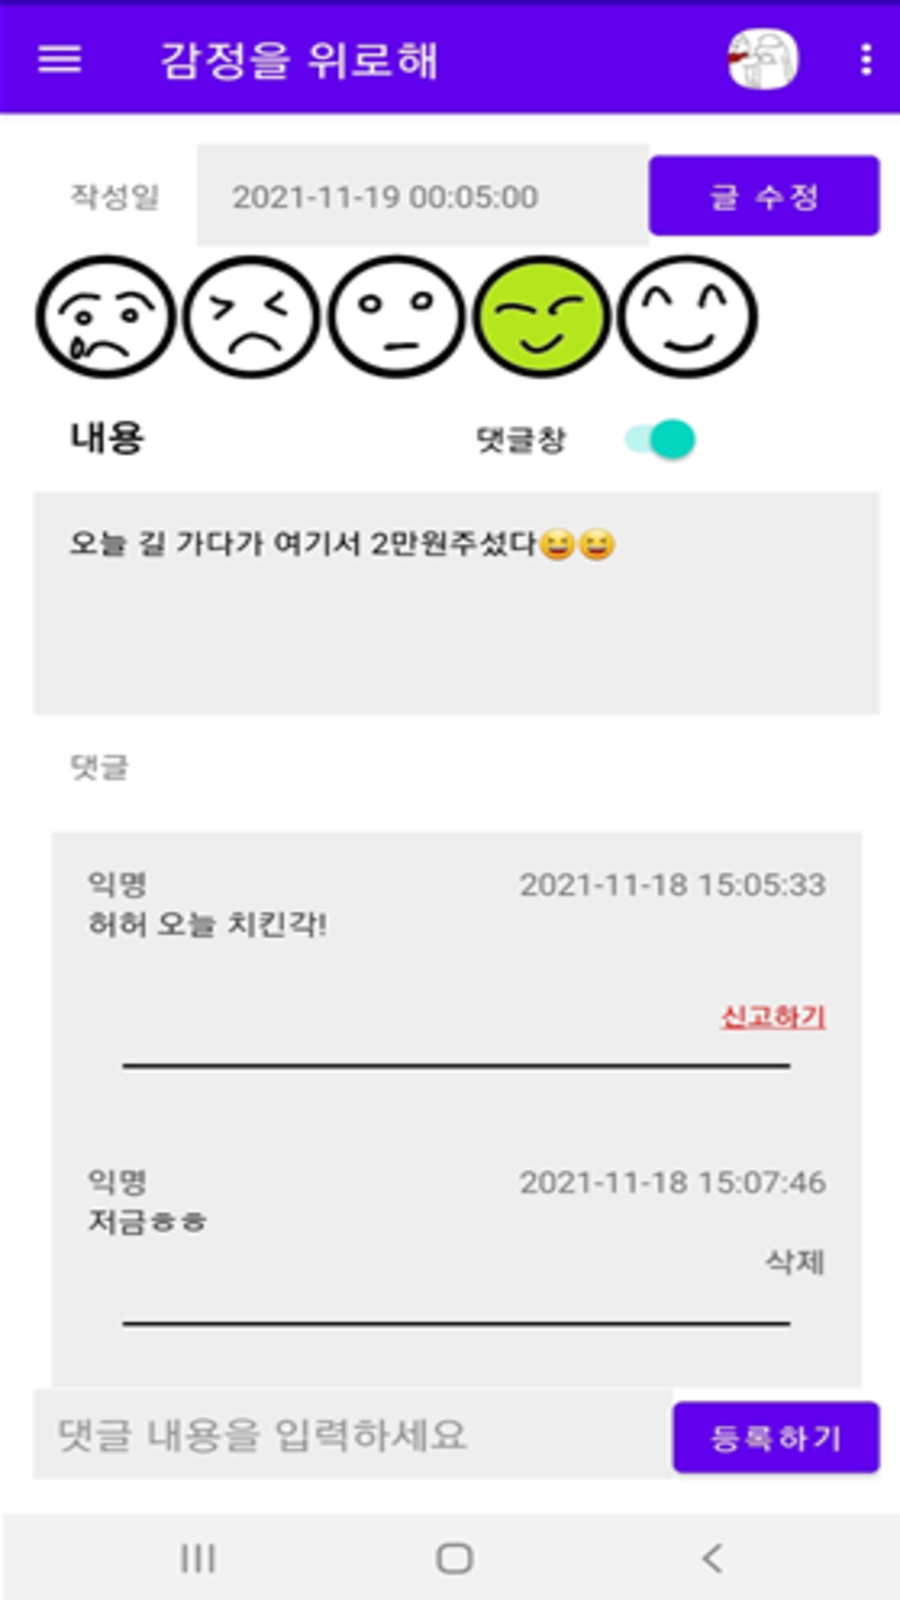 감정을 위로해
작성일 2021-11-19 00:05:00 글 수정
내용 댓글창
오늘 길 가다가 여기서 2만원주섰다😆😆
댓글
익명 2021-11-18 15:05:33
허허 오늘 치킨각!
신고하기
익명 2021-11-18 15:07:46
저금ㅎㅎ
삭제
댓글 내용을 입력하세요 등록하기